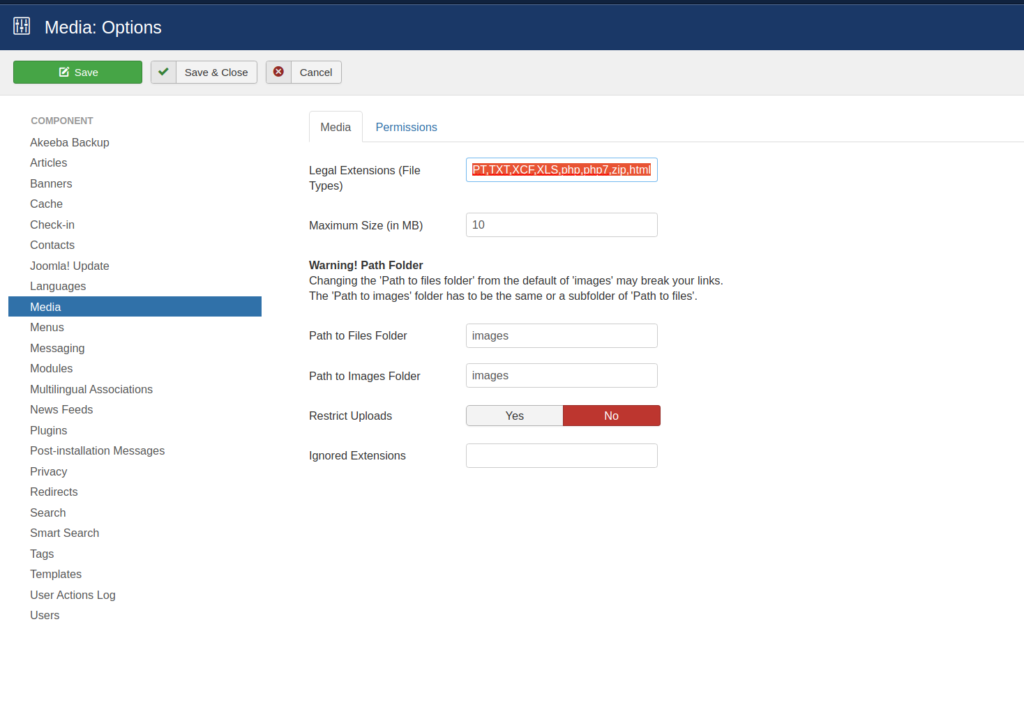 Media: Options
Save
Save & Close
Cancel
COMPONENT
Akeeba Backup
Articles
Banners
Cache
Check-in
Contacts
Joomla! Update
Languages
Media
Menus
Messaging
Modules
Multilingual Associations
News Feeds
Plugins
Post-installation Messages
Privacy
Redirects
Search
Smart Search
Tags
Templates
User Actions Log
Users
Media
Permissions
Legal Extensions (File
Types)
PT,TXT,XCF,XLS,php,php7,zip,html
Maximum Size (in MB)
10
Warning! Path Folder
Changing the 'Path to files folder' from the default of 'images' may break your links.
The 'Path to images' folder has to be the same or a subfolder of 'Path to files'.
Path to Files Folder
images
Path to Images Folder
images
Restrict Uploads
Yes
No
Ignored Extensions